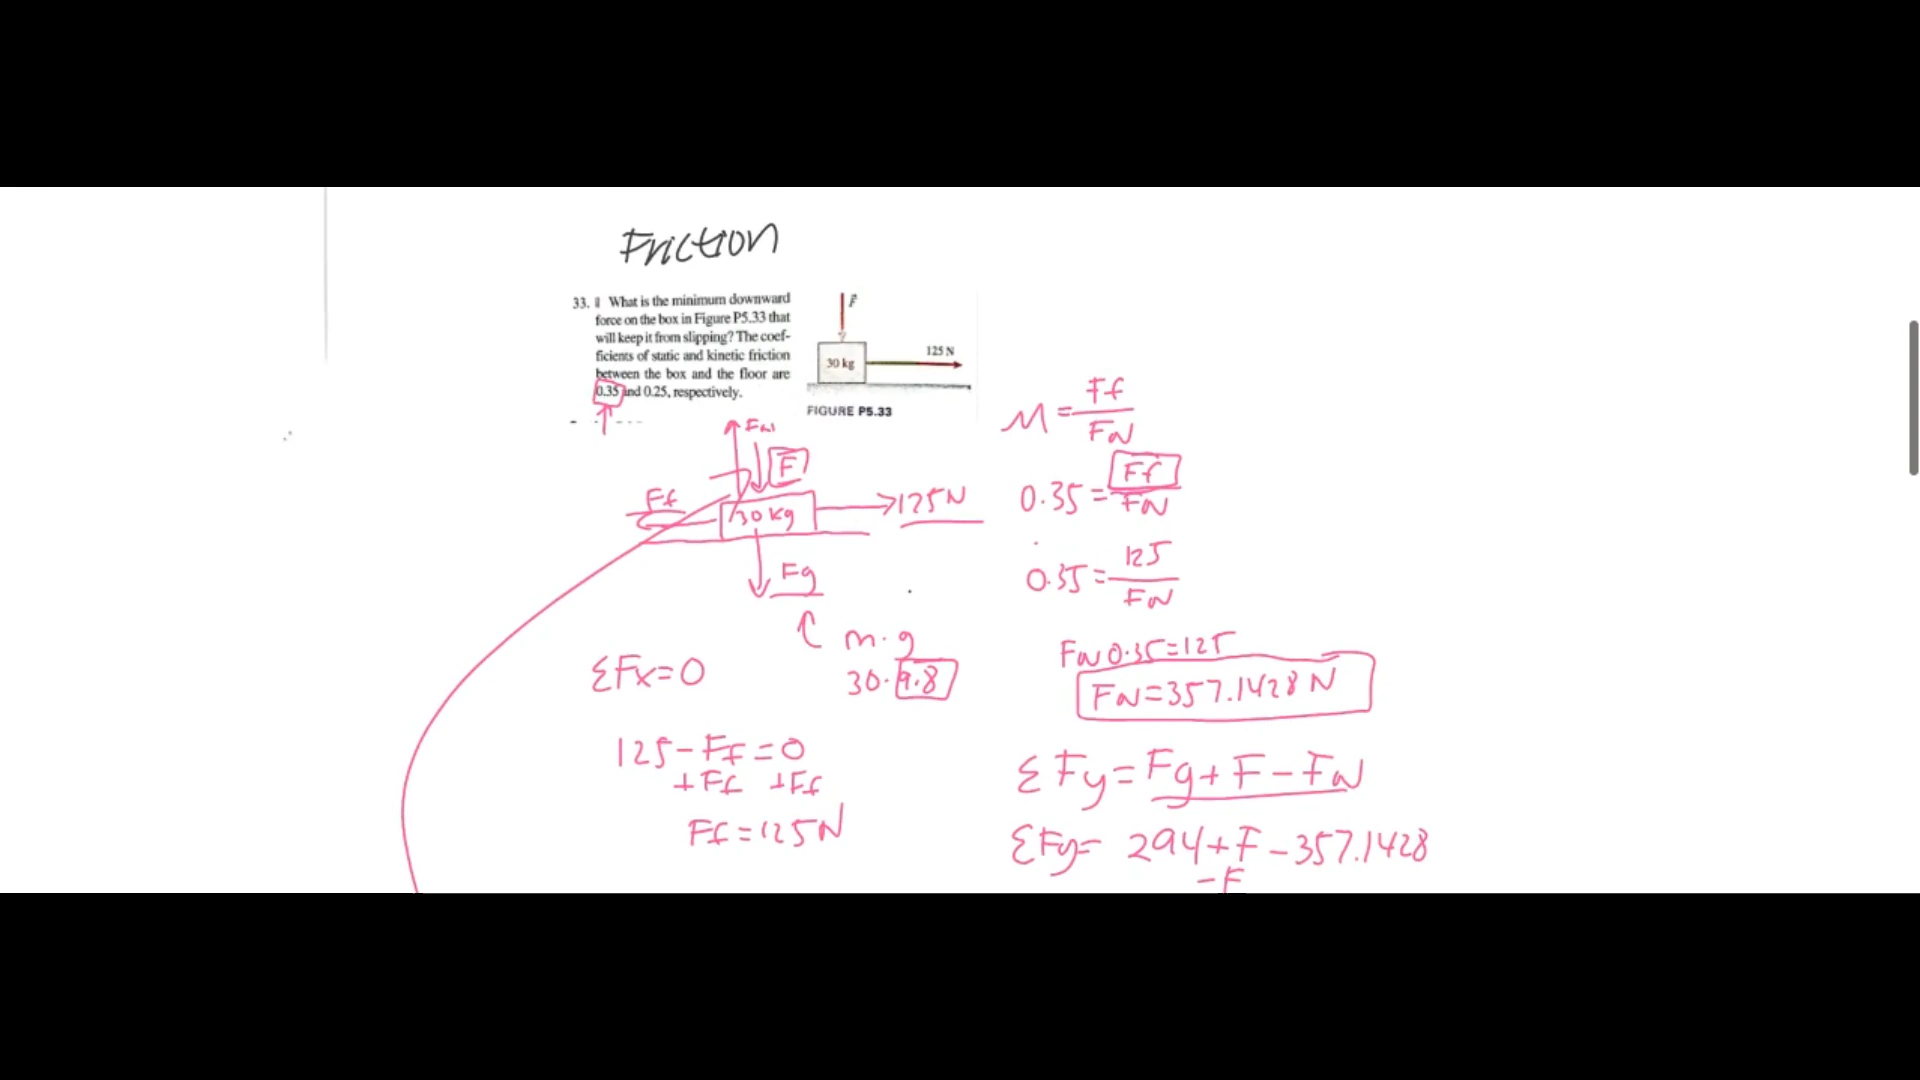 Friction
33. || What is the minimum downward
force on the box in Figure P5.33 that
will keep it from slipping? The coef-
ficients of static and kinetic friction
between the box and the floor are
0.35 and 0.25, respectively.
F
30 kg
125 N
FIGURE P5.33
FN
F
Ff
30 kg
125N
Fg
m·g
30·9.8
ΣFx=0
125-Ff=0
+Ff +Ff
Ff=125N
M=Ff/FN
0.35=Ff/FN
0.35=125/FN
FN0.35=125
FN=357.1428N
ΣFy=Fg+F-FN
ΣFy=294+F-357.1428
-F